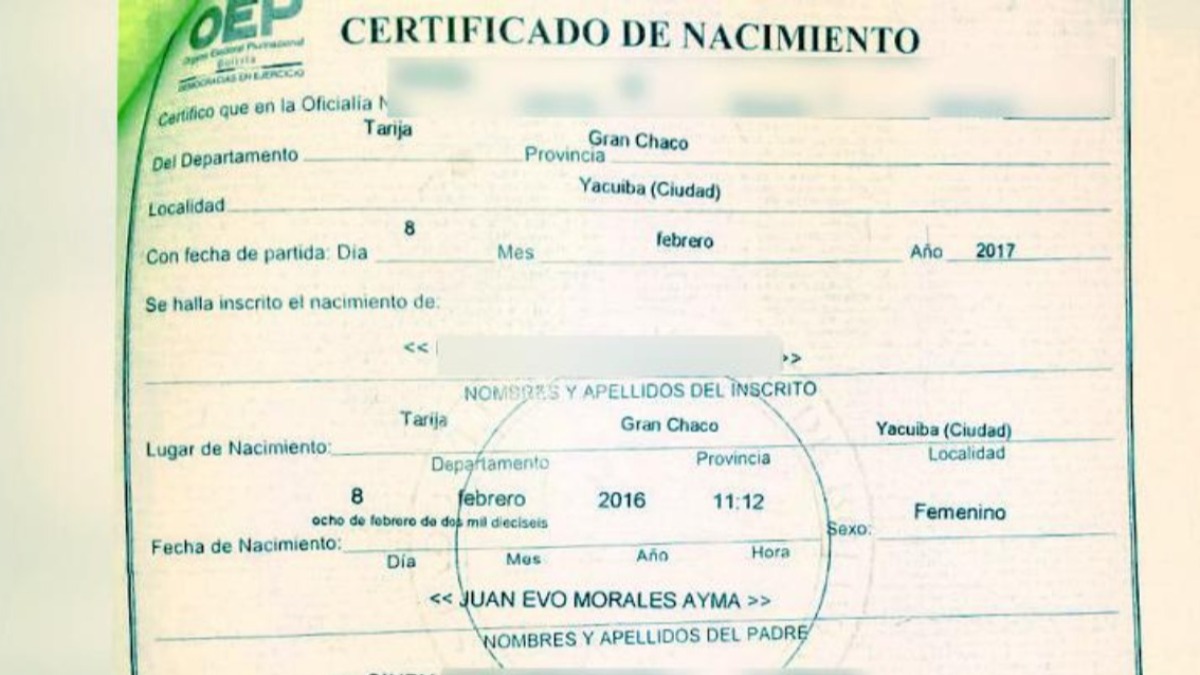 OEP
Órgano Electoral Plurinacional
Bolivia
DEMOCRACIAS EN EJERCICIO
CERTIFICADO DE NACIMIENTO
Certifico que en la Oficialía N
Tarija Gran Chaco
Del Departamento Provincia
Yacuiba (Ciudad)
Localidad
8 febrero 2017
Con fecha de partida: Día Mes Año
Se halla inscrito el nacimiento de:
<< >>
NOMBRES Y APELLIDOS DEL INSCRITO
Tarija Gran Chaco Yacuiba (Ciudad)
Lugar de Nacimiento:
Departamento Provincia Localidad
8 febrero 2016 11:12 Femenino
ocho de febrero de dos mil dieciseis
Sexo:
Fecha de Nacimiento:
Día Mes Año Hora
<< JUAN EVO MORALES AYMA >>
NOMBRES Y APELLIDOS DEL PADRE